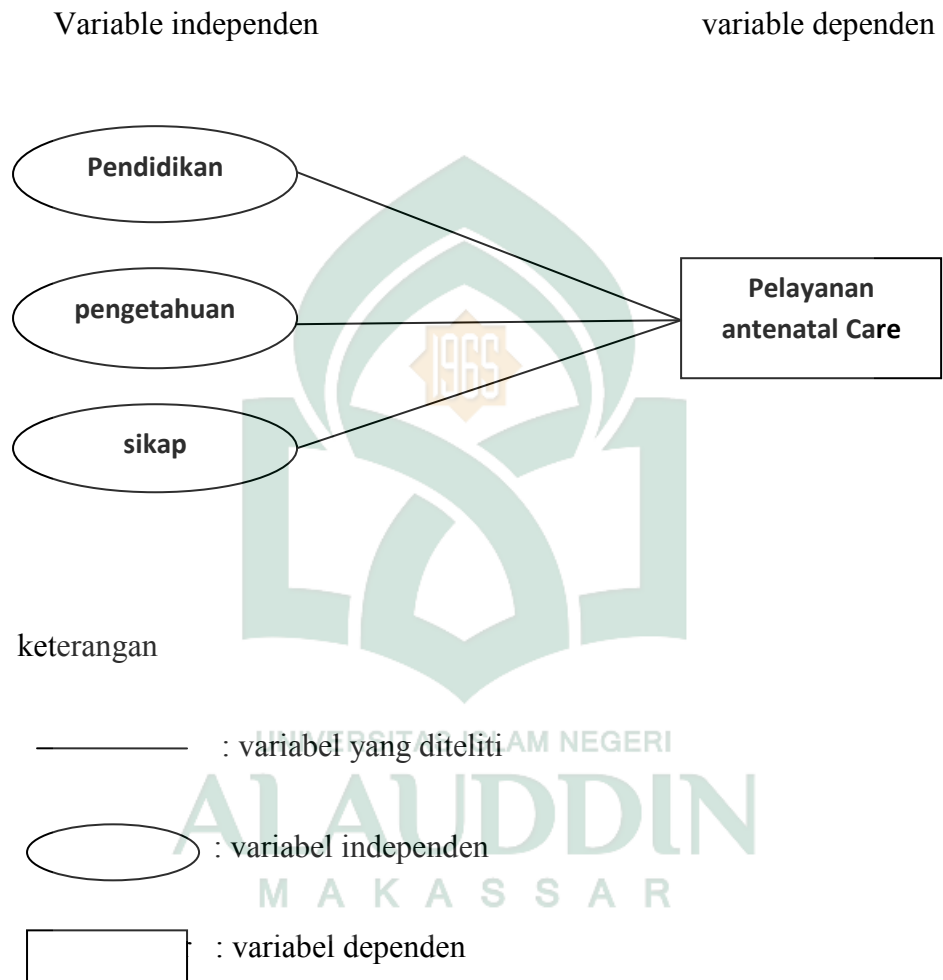 Variable independen variable dependen
Pendidikan
pengetahuan
Pelayanan
antenatal Care
1965
sikap
keterangan
UNIVERSITAS ISLAM NEGERI
: variabel yang diteliti
ALAUDDIN
: variabel independen
MAKASSAR
: variabel dependen